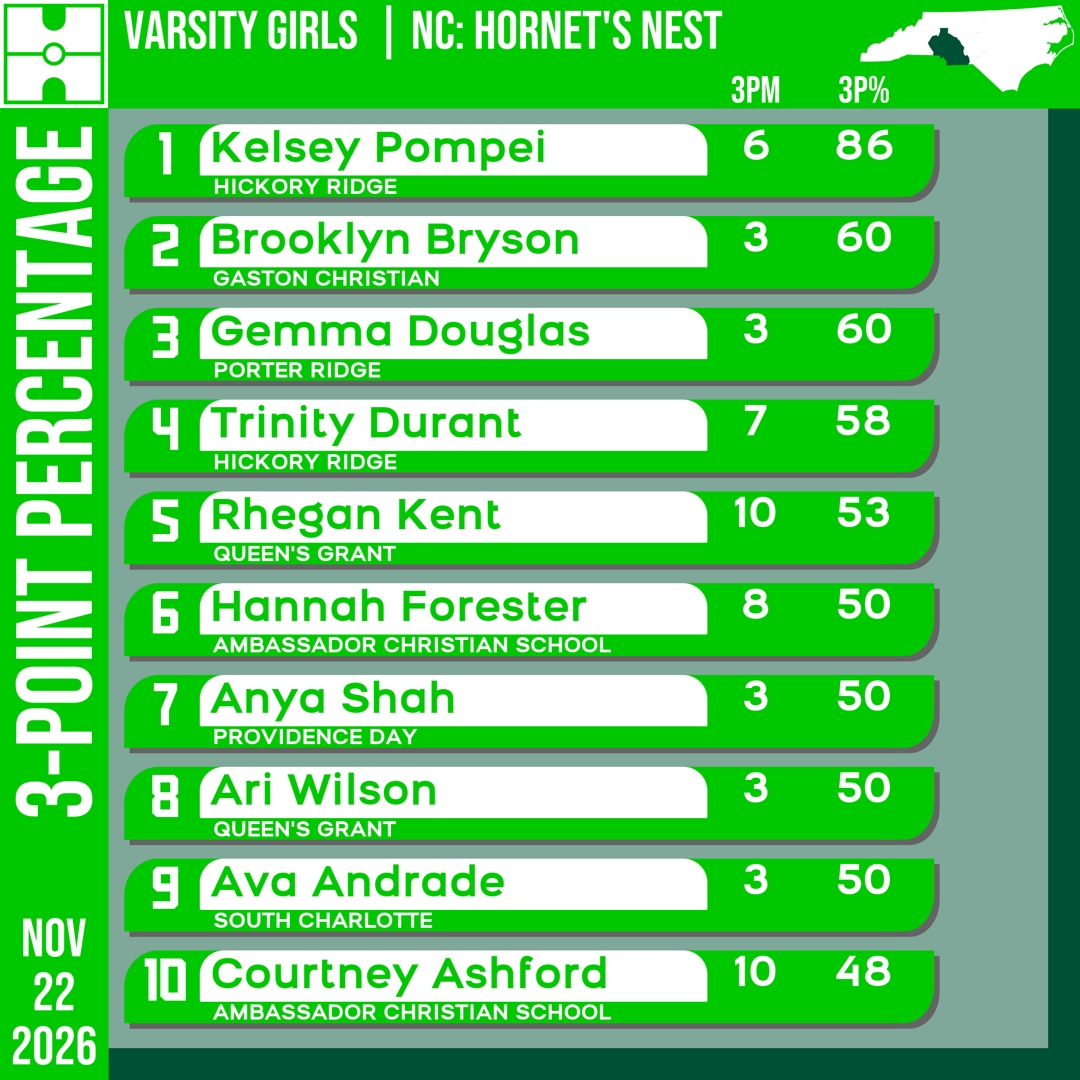 VARSITY GIRLS | NC: HORNET'S NEST
3PM 3P%
3-POINT PERCENTAGE
1 Kelsey Pompei 6 86
HICKORY RIDGE
2 Brooklyn Bryson 3 60
GASTON CHRISTIAN
3 Gemma Douglas 3 60
PORTER RIDGE
4 Trinity Durant 7 58
HICKORY RIDGE
5 Rhegan Kent 10 53
QUEEN'S GRANT
6 Hannah Forester 8 50
AMBASSADOR CHRISTIAN SCHOOL
7 Anya Shah 3 50
PROVIDENCE DAY
8 Ari Wilson 3 50
QUEEN'S GRANT
9 Ava Andrade 3 50
SOUTH CHARLOTTE
10 Courtney Ashford 10 48
AMBASSADOR CHRISTIAN SCHOOL
NOV
22
2026